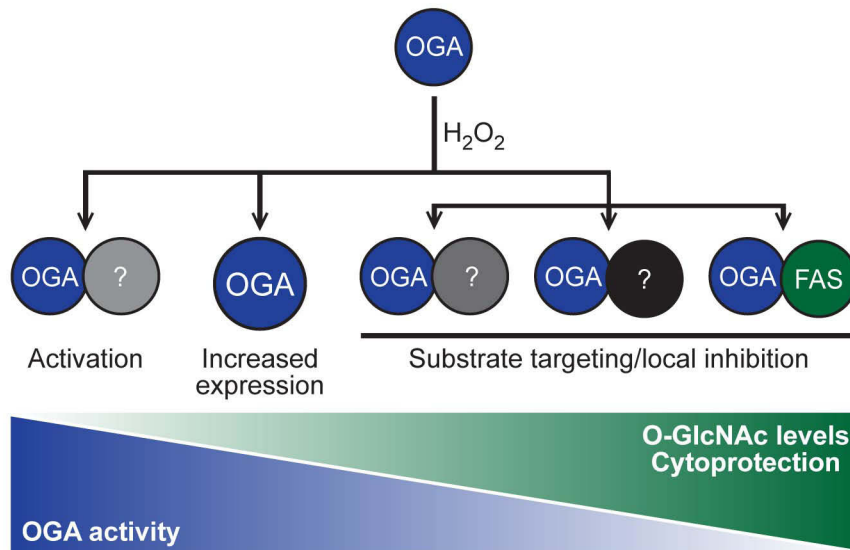 OGA
H₂O₂
OGA ? OGA OGA ? OGA ? OGA FAS
Activation Increased expression Substrate targeting/local inhibition
O-GlcNAc levels
Cytoprotection
OGA activity